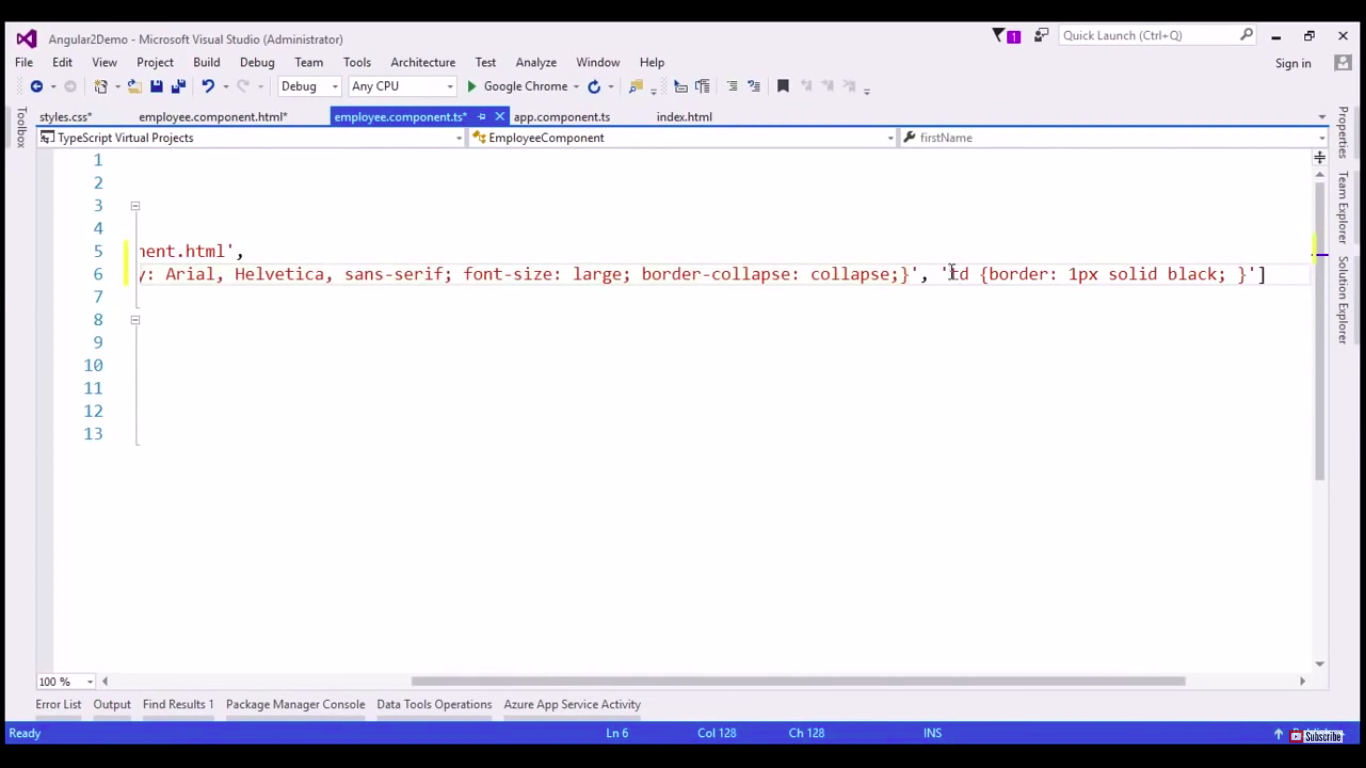 Angular2Demo - Microsoft Visual Studio (Administrator)
1
Quick Launch (Ctrl+Q)
File Edit View Project Build Debug Team Tools Architecture Test Analyze Window Help
Sign in
Debug Any CPU Google Chrome
Toolbox
styles.css* employee.component.html* employee.component.ts* app.component.ts index.html
TypeScript Virtual Projects EmployeeComponent firstName
Properties
Team Explorer
Solution Explorer
1
2
3
4
5 nent.html',
6 y: Arial, Helvetica, sans-serif; font-size: large; border-collapse: collapse;}', 'td {border: 1px solid black; }']
7
8
9
10
11
12
13
100 %
Error List Output Find Results 1 Package Manager Console Data Tools Operations Azure App Service Activity
Ready Ln 6 Col 128 Ch 128 INS
Subscribe